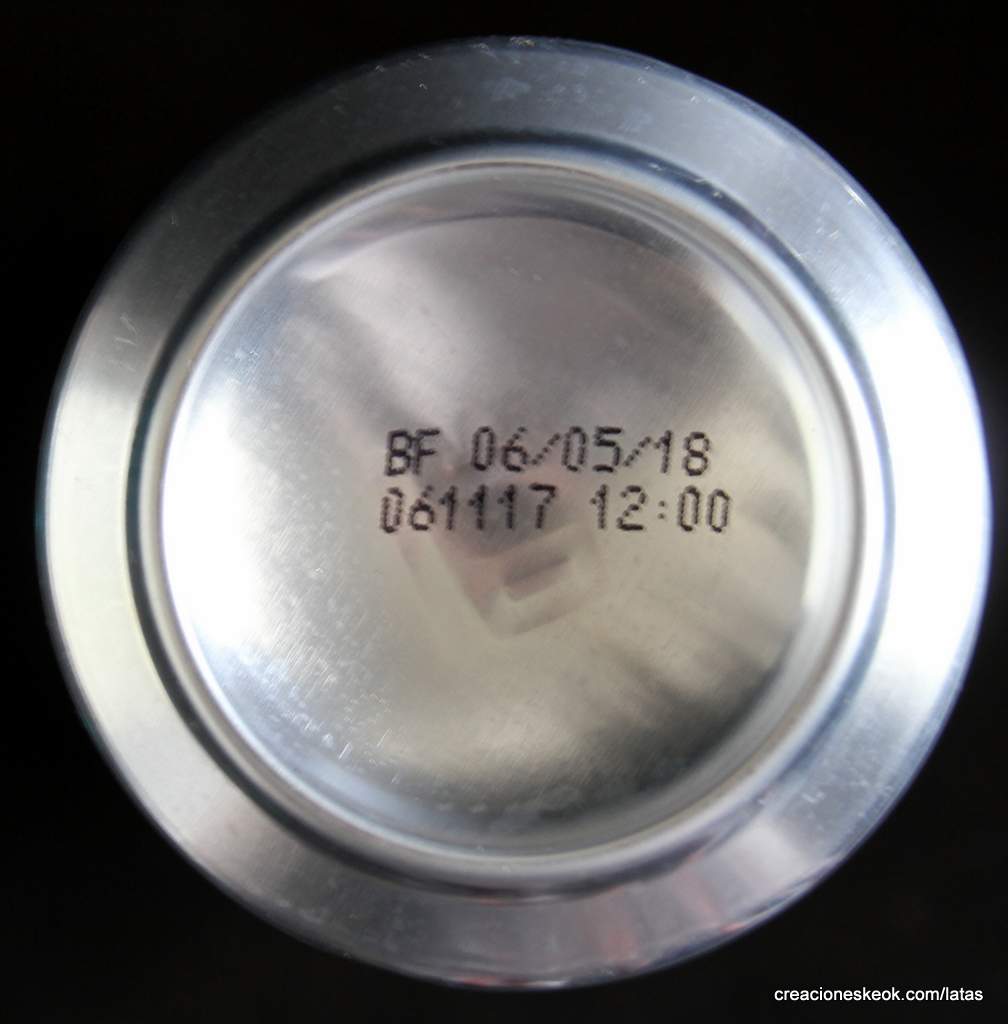 BF 06/05/18
061117 12:00
creacioneskeok.com/latas